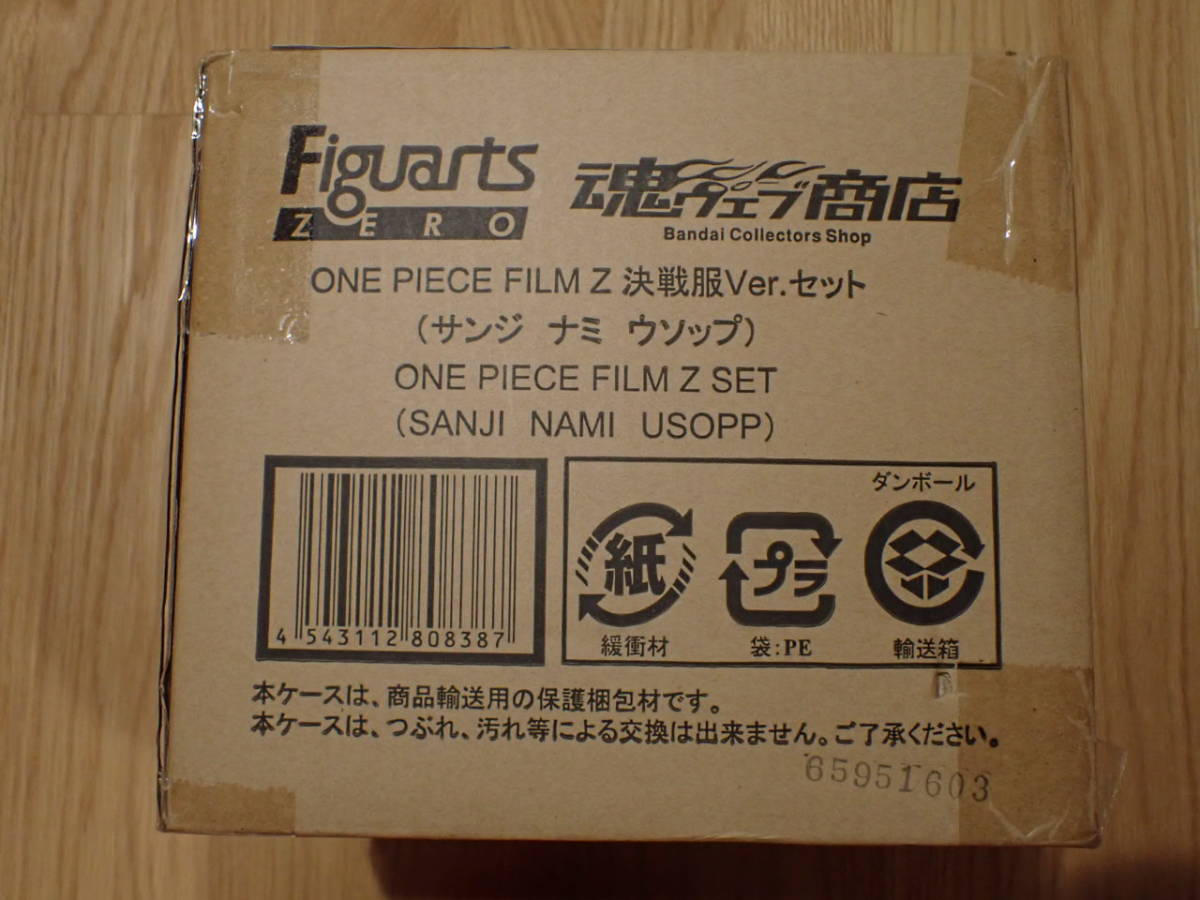 Figuarts
ZERO
魂ウェブ商店
Bandai Collectors Shop
ONE PIECE FILM Z 決戦服Ver.セット
(サンジ ナミ ウソップ)
ONE PIECE FILM Z SET
(SANJI NAMI USOPP)
4 543112 808387
ダンボール
紙
プラ
緩衝材
袋:PE
輸送箱
本ケースは、商品輸送用の保護梱包材です。
本ケースは、つぶれ、汚れ等による交換は出来ません。ご了承ください。
65951603